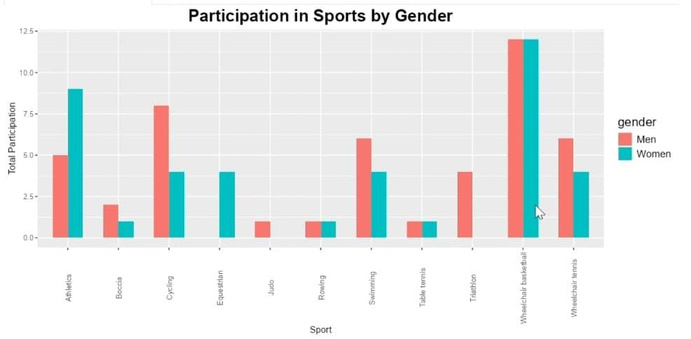 Participation in Sports by Gender
Total Participation
12.5
10.0
7.5
5.0
2.5
0.0
Athletics
Boccia
Cycling
Equestrian
Judo
Rowing
Swimming
Table tennis
Triathlon
Wheelchair basketball
Wheelchair tennis
Sport
gender
Men
Women